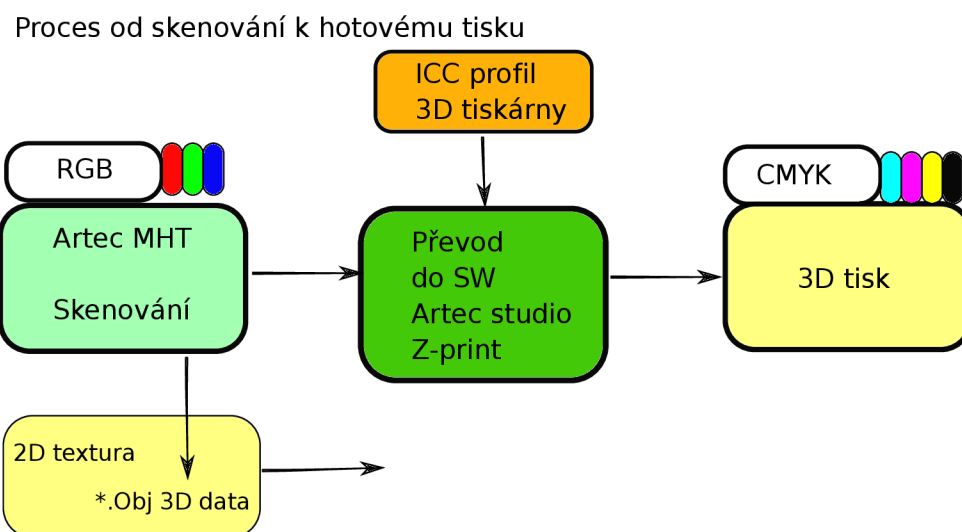 Proces od skenování k hotovému tisku
ICC profil
3D tiskárny
RGB
CMYK
Artec MHT
Skenování
Převod
do SW
Artec studio
Z-print
3D tisk
2D textura
*.Obj 3D data